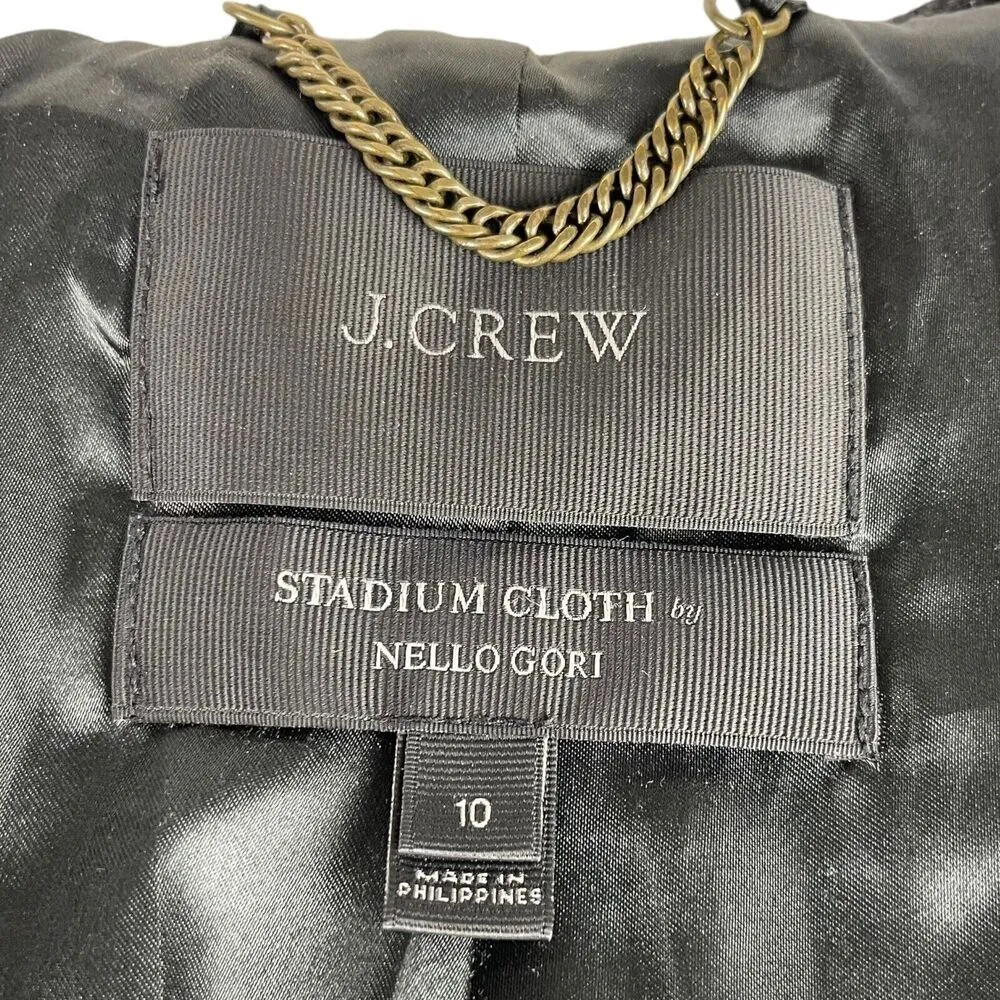 J.CREW
STADIUM CLOTH by
NELLO GORI
10
MADE IN
PHILIPPINES